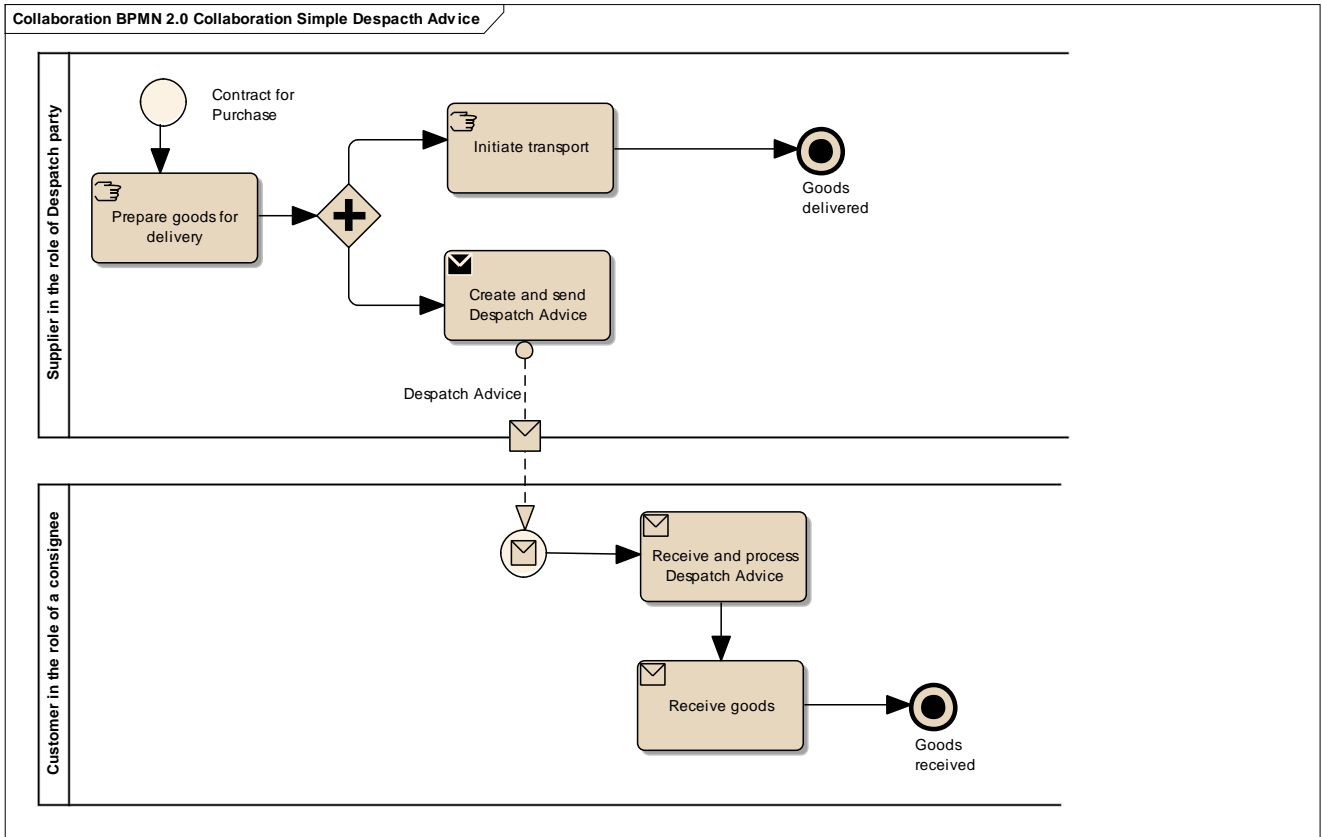 Collaboration BPMN 2.0 Collaboration Simple Despacth Advice
Supplier in the role of Despatch party
Contract for
Purchase
Prepare goods for
delivery
Initiate transport
Goods
delivered
Create and send
Despatch Advice
Despatch Advice
Customer in the role of a consignee
Receive and process
Despatch Advice
Receive goods
Goods
received